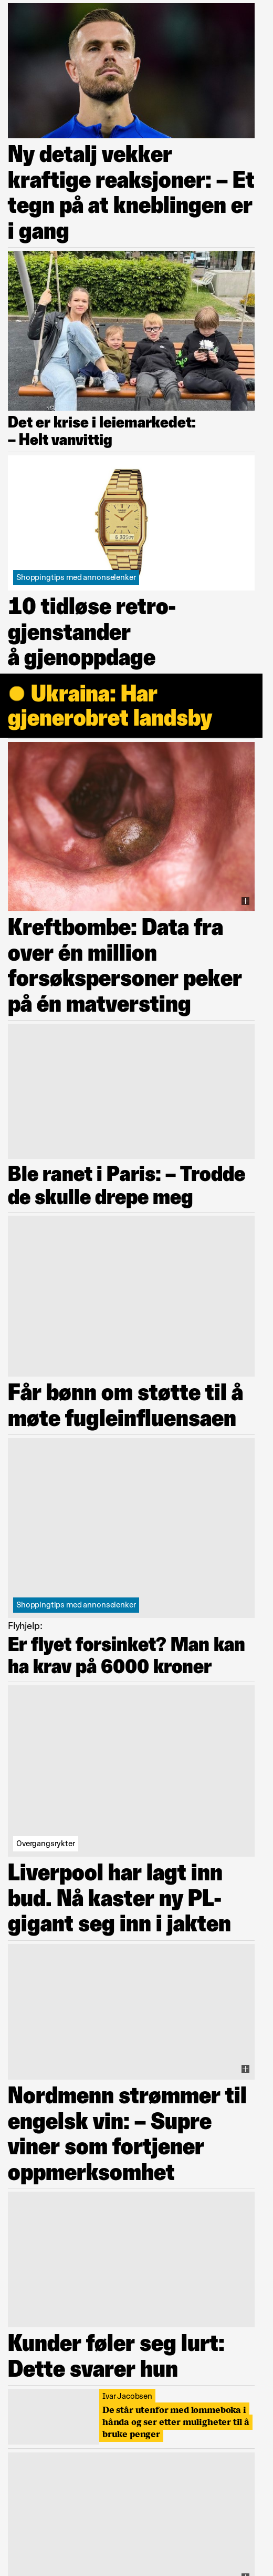 Ny detalj vekker
kraftige reaksjoner: – Et
tegn på at kneblingen er
i gang
Det er krise i leiemarkedet:
– Helt vanvittig
Shoppingtips med annonselenker
10 tidløse retro-
gjenstander
å gjenoppdage
Ukraina: Har
gjenerobret landsby
Kreftbombe: Data fra
over én million
forsøkspersoner peker
på én matversting
Ble ranet i Paris: – Trodde
de skulle drepe meg
Får bønn om støtte til å
møte fugleinfluensaen
Shoppingtips med annonselenker
Flyhjelp:
Er flyet forsinket? Man kan
ha krav på 6000 kroner
Overgangsrykter
Liverpool har lagt inn
bud. Nå kaster ny PL-
gigant seg inn i jakten
Nordmenn strømmer til
engelsk vin: – Supre
viner som fortjener
oppmerksomhet
Kunder føler seg lurt:
Dette svarer hun
Ivar Jacobsen
De står utenfor med lommeboka i
hånda og ser etter muligheter til å
bruke penger